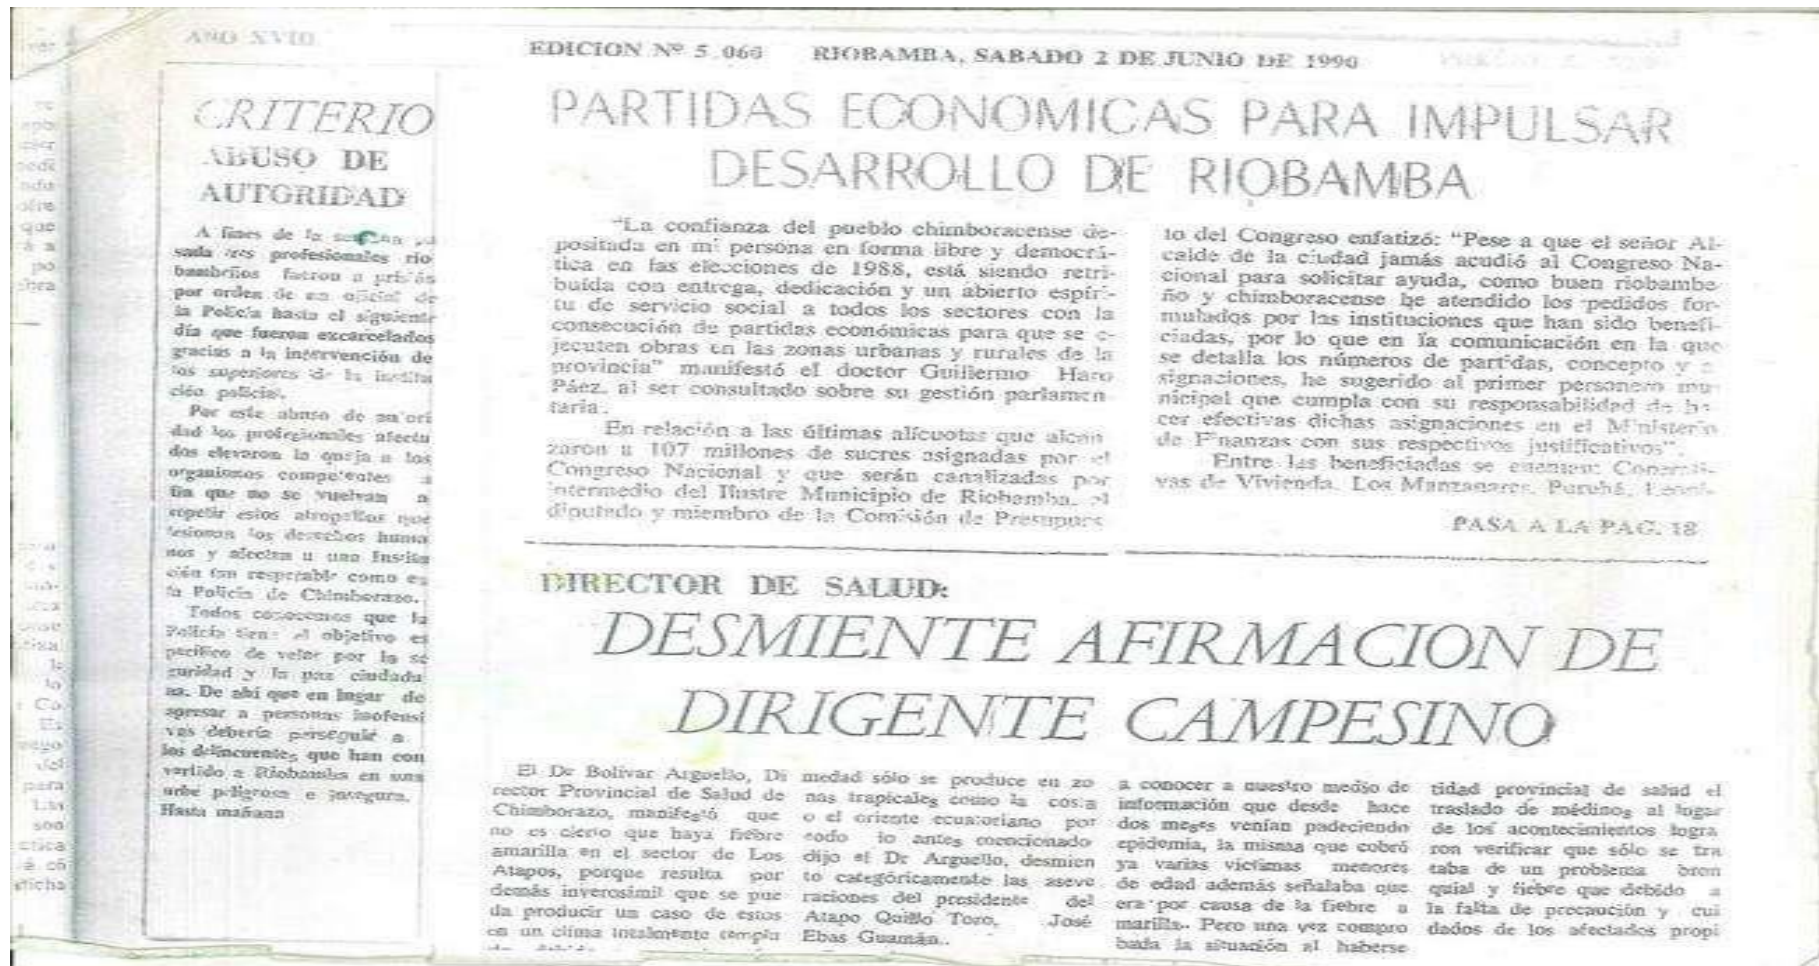 AÑO XVIII
EDICION Nº 5.060 RIOBAMBA, SABADO 2 DE JUNIO DE 1990
CRITERIO
ABUSO DE
AUTORIDAD
A fines de la semana pa
sada tres profesionales rio
bambeños fueron a prisión
por orden de un oficial de
la Policía hasta el siguiente
día que fueron excarcelados
gracias a la intervención de
los superiores de la institu
ción policial.
Por este abuso de autori
dad los profesionales afecta
dos elevaron la queja a los
organismos competentes a
fin que no se vuelvan a
repetir estos atropellos que
lesionan los derechos huma
nos y afectan a una Institu
ción tan respetable como es
la Policía de Chimborazo.
Todos conocemos que la
Policía tiene el objetivo es
pecífico de velar por la se
guridad y la paz ciudada
na. De ahí que en lugar de
apresar a personas inofensi
vas debería perseguir a
los delincuentes que han con
vertido a Riobamba en una
urbe peligrosa e insegura.
Hasta mañana
PARTIDAS ECONOMICAS PARA IMPULSAR
DESARROLLO DE RIOBAMBA
"La confianza del pueblo chimboracense de-
positada en mi persona en forma libre y democrá-
tica en las elecciones de 1988, está siendo retri-
buída con entrega, dedicación y un abierto espíri-
tu de servicio social a todos los sectores con la
consecución de partidas económicas para que se e-
jecuten obras en las zonas urbanas y rurales de la
provincia" manifestó el doctor Guillermo Haro
Páez, al ser consultado sobre su gestión parlamen
taria.
En relación a las últimas alícuotas que alcan
zaron a 107 millones de sucres asignadas por el
Congreso Nacional y que serán canalizadas por
intermedio del Ilustre Municipio de Riobamba, el
diputado y miembro de la Comisión de Presupues
to del Congreso enfatizó: "Pese a que el señor Al-
calde de la ciudad jamás acudió al Congreso Na-
cional para solicitar ayuda, como buen riobambe
ño y chimboracense he atendido los pedidos for-
mulados por las instituciones que han sido benefi-
ciadas, por lo que en la comunicación en la que
se detalla los números de partidas, concepto y a
signaciones, he sugerido al primer personero mu-
nicipal que cumpla con su responsabilidad de ha-
cer efectivas dichas asignaciones en el Ministerio
de Finanzas con sus respectivos justificativos".
Entre las beneficiadas se cuentan: Cooperati-
vas de Vivienda, Los Manzanares, Puruhá,
PASA A LA PAG. 18
DIRECTOR DE SALUD:
DESMIENTE AFIRMACION DE
DIRIGENTE CAMPESINO
El Dr Bolívar Arguello, Di
rector Provincial de Salud de
Chimborazo, manifestó que
no es cierto que haya fiebre
amarilla en el sector de Los
Atapos, porque resulta por
demás inverosimil que se pue
da producir un caso de estos
en un clima totalmente templa
medad sólo se produce en zo
nas trapicales como la costa
o el oriente ecuatoriano por
todo lo antes mencionado
dijo el Dr Arguello, desmien
to categóricamente las aseve
raciones del presidente del
Atapo Quillo Toro, José
Ebas Guamán..
a conocer a nuestro medio de
información que desde hace
dos meses venían padeciendo
epidemia, la misma que cobró
ya varias víctimas menores
de edad además señalaba que
era por causa de la fiebre a
marilla. Pero una vez compro
bada la situación al haberse
tidad provincial de salud el
traslado de médinos al lugar
de los acontecimientos logra
ron verificar que sólo se tra
taba de un problema bron
quial y fiebre que debido a
la falta de precaución y cui
dados de los afectados propi